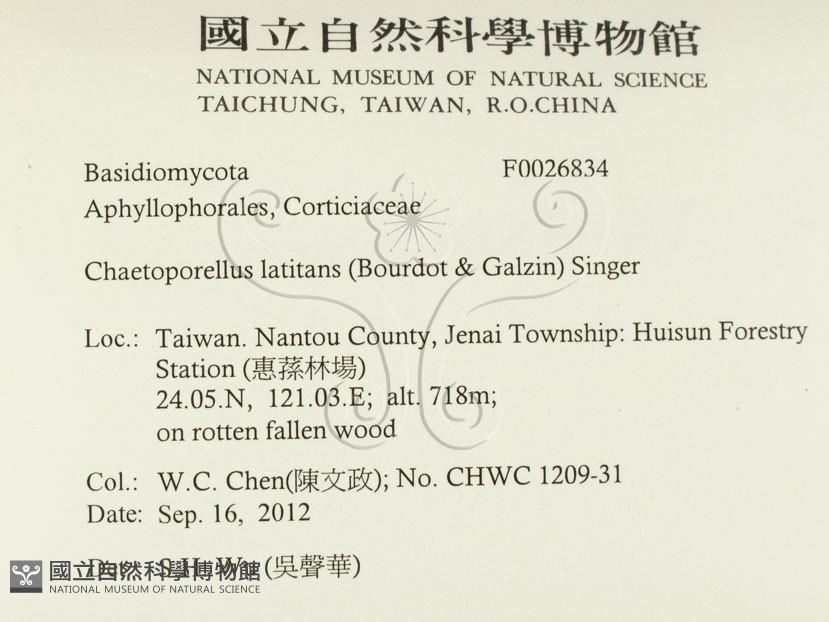 國立自然科學博物館
NATIONAL MUSEUM OF NATURAL SCIENCE
TAICHUNG, TAIWAN, R.O.CHINA
Basidiomycota F0026834
Aphyllophorales, Corticiaceae
Chaetoporellus latitans (Bourdot & Galzin) Singer
Loc.: Taiwan. Nantou County, Jenai Township: Huisun Forestry
Station (惠蓀林場)
24.05.N, 121.03.E; alt. 718m;
on rotten fallen wood
Col.: W.C. Chen(陳文政); No. CHWC 1209-31
Date: Sep. 16, 2012
S.H. Wu (吳聲華)
國立自然科學博物館
NATIONAL MUSEUM OF NATURAL SCIENCE